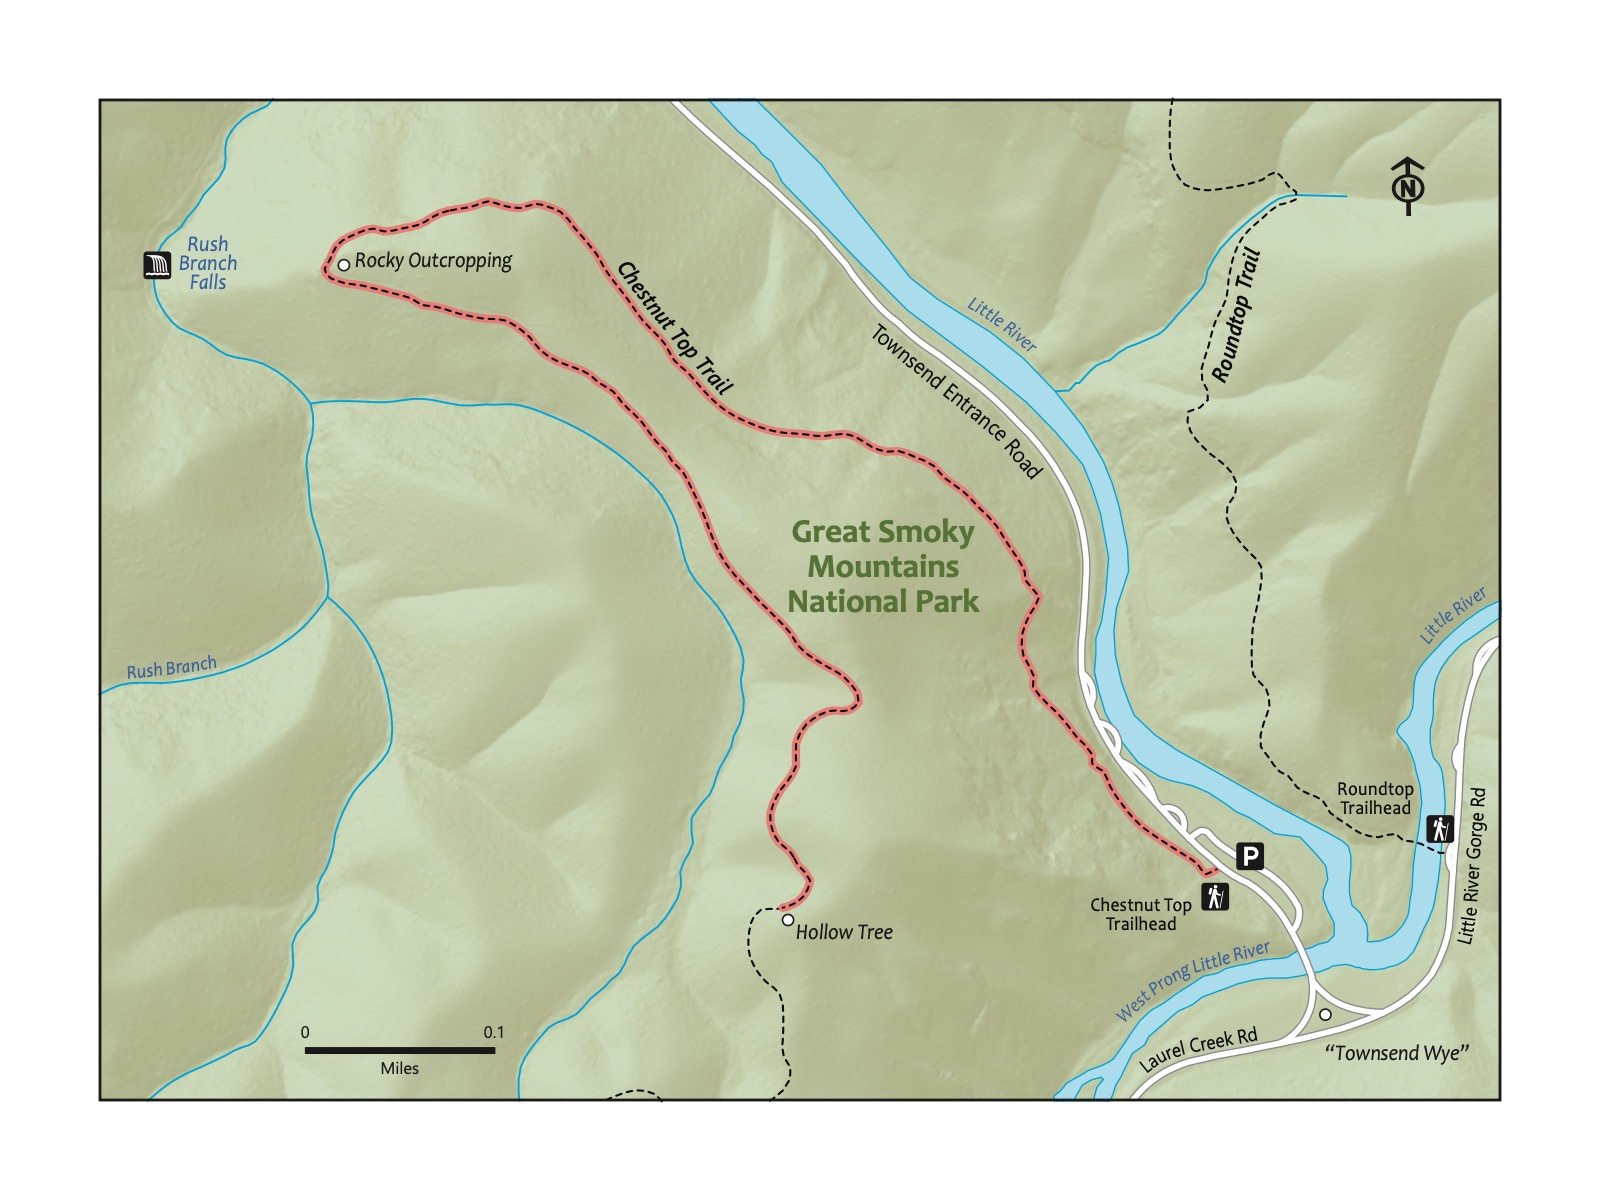 N
Rush
Branch
Falls
Rocky Outcropping
Chestnut Top Trail
Little River
Roundtop Trail
Townsend Entrance Road
Great Smoky
Mountains
National Park
Little River
Rush Branch
Roundtop
Trailhead
Little River Gorge Rd
P
Chestnut Top
Trailhead
Hollow Tree
West Prong Little River
0 0.1
Miles
Laurel Creek Rd
“Townsend Wye”